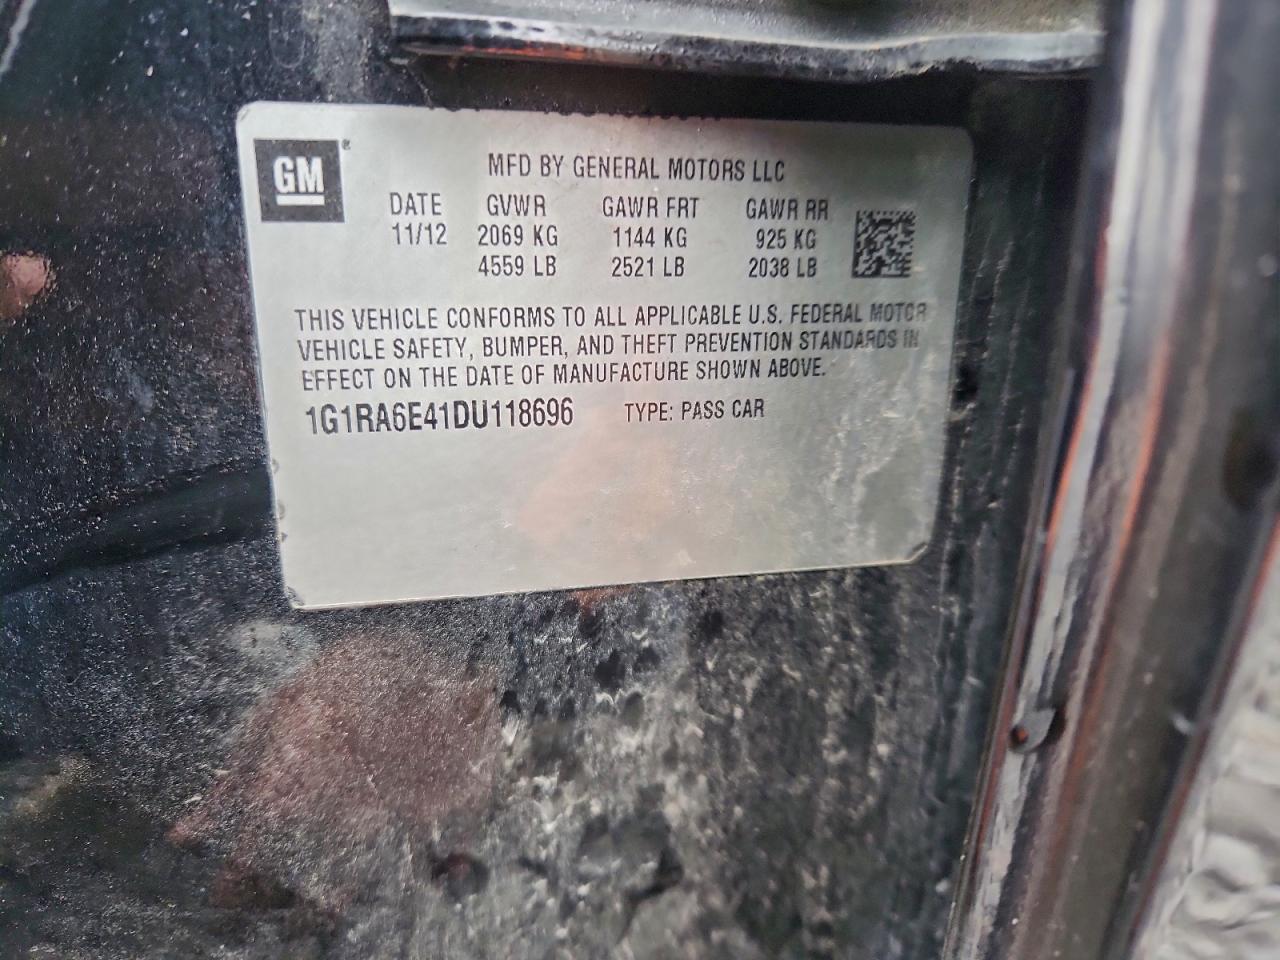 GM
MFD BY GENERAL MOTORS LLC
DATE GVWR GAWR FRT GAWR RR
11/12 2069 KG 1144 KG 925 KG
4559 LB 2521 LB 2038 LB
THIS VEHICLE CONFORMS TO ALL APPLICABLE U.S. FEDERAL MOTOR
VEHICLE SAFETY, BUMPER, AND THEFT PREVENTION STANDARDS IN
EFFECT ON THE DATE OF MANUFACTURE SHOWN ABOVE.
1G1RA6E41DU118696 TYPE: PASS CAR